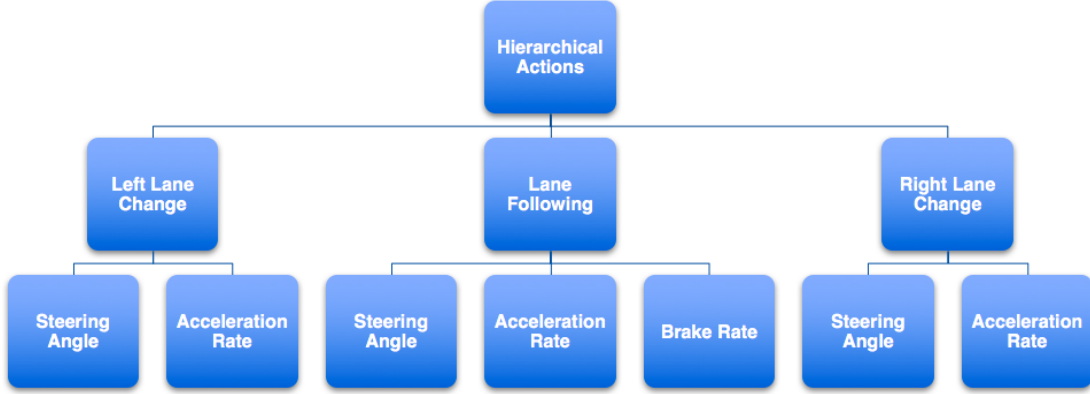 Hierarchical
Actions
Left Lane
Change
Lane
Following
Right Lane
Change
Steering
Angle
Acceleration
Rate
Steering
Angle
Acceleration
Rate
Brake Rate
Steering
Angle
Acceleration
Rate